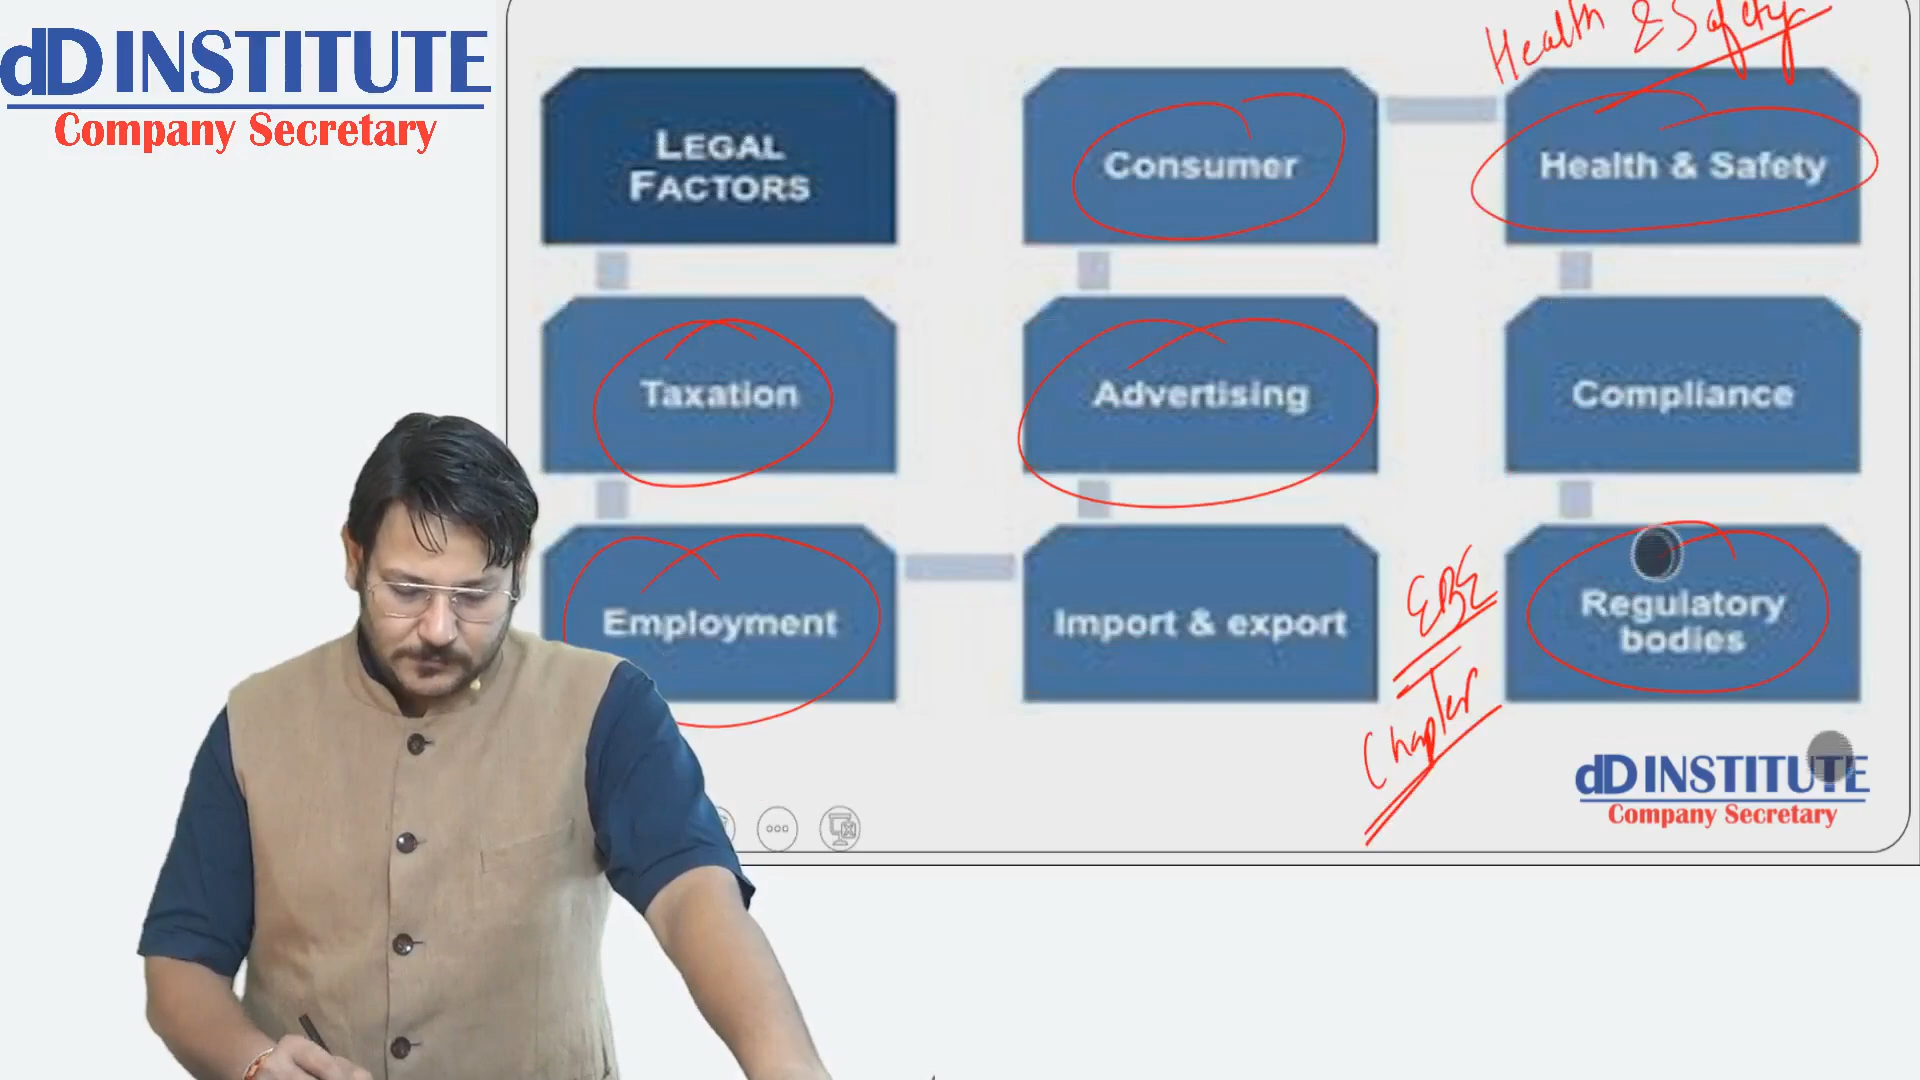 dD INSTITUTE
Company Secretary
Health & Safety
LEGAL
FACTORS
Consumer
Health & Safety
Taxation
Advertising
Compliance
Employment
Import & export
Regulatory
bodies
EBE
Chapter
dD INSTITUTE
Company Secretary